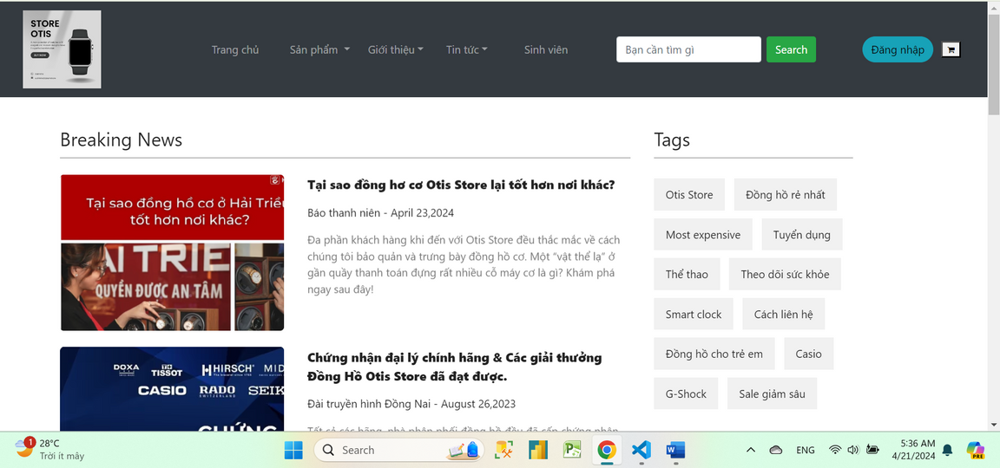 STORE
OTIS
Trang chủ
Sản phẩm
Giới thiệu
Tin tức
Sinh viên
Bạn cần tìm gì
Search
Đăng nhập
Breaking News
Tại sao đồng hồ cơ ở Hải Triều
tốt hơn nơi khác?
AI TRIE
QUYỀN ĐƯỢC AN TÂM
Tại sao đồng hơ cơ Otis Store lại tốt hơn nơi khác?
Báo thanh niên - April 23,2024
Đa phần khách hàng khi đến với Otis Store đều thắc mắc về cách
chúng tôi bảo quản và trưng bày đồng hồ cơ. Một “vật thể lạ” ở
gần quầy thanh toán đựng rất nhiều cỗ máy cơ là gì? Khám phá
ngay sau đây!
DOXA
TISSOT
HIRSCH
MID
CASIO
RADO
SEIK
CHỨNG
Chứng nhận đại lý chính hãng & Các giải thưởng
Đồng Hồ Otis Store đã đạt được.
Đài truyền hình Đồng Nai - August 26,2023
Tất cả các hãng, nhà phân phối đồng hồ đều đã cấp chứng nhận
Tags
Otis Store
Đồng hồ rẻ nhất
Most expensive
Tuyển dụng
Thể thao
Theo dõi sức khỏe
Smart clock
Cách liên hệ
Đồng hồ cho trẻ em
Casio
G-Shock
Sale giảm sâu
1
28°C
Trời ít mây
Search
ENG
5:36 AM
4/21/2024
PRE